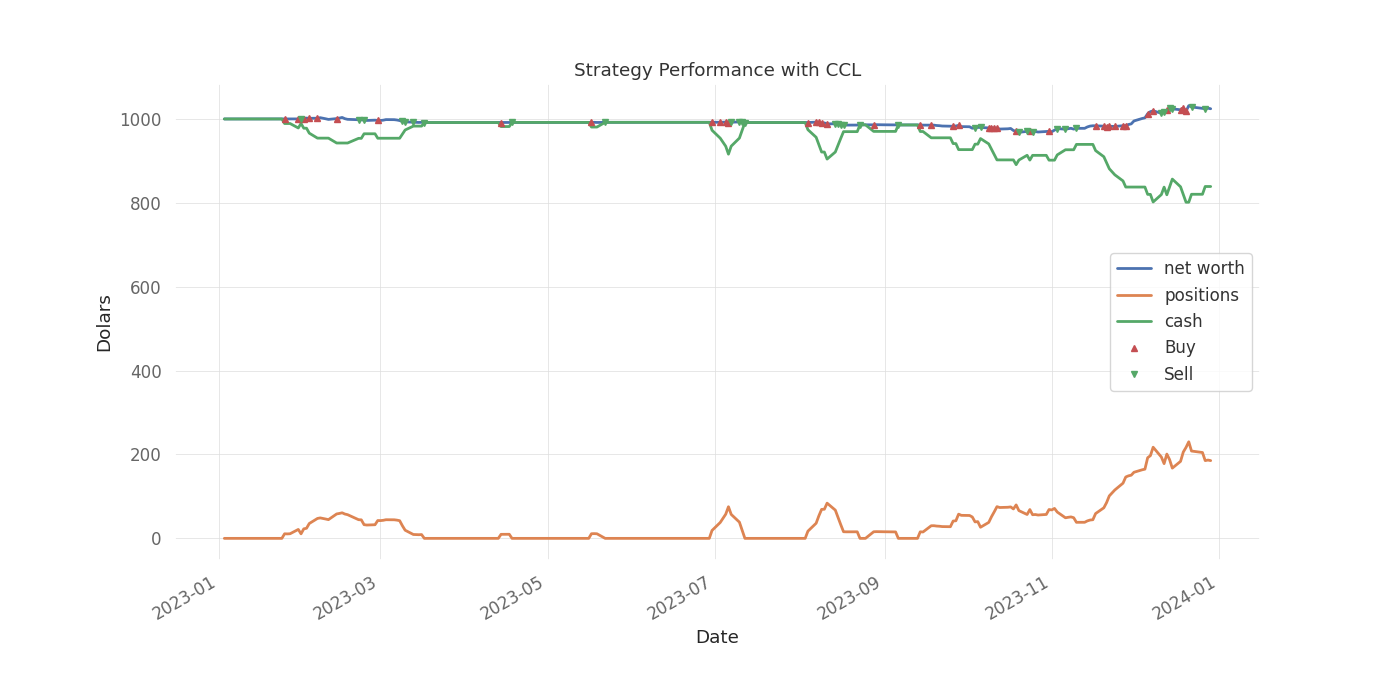 Strategy Performance with CCL
Dolars
1000
800
600
400
200
0
net worth
positions
cash
Buy
Sell
2023-01
2023-03
2023-05
2023-07
2023-09
2023-11
2024-01
Date